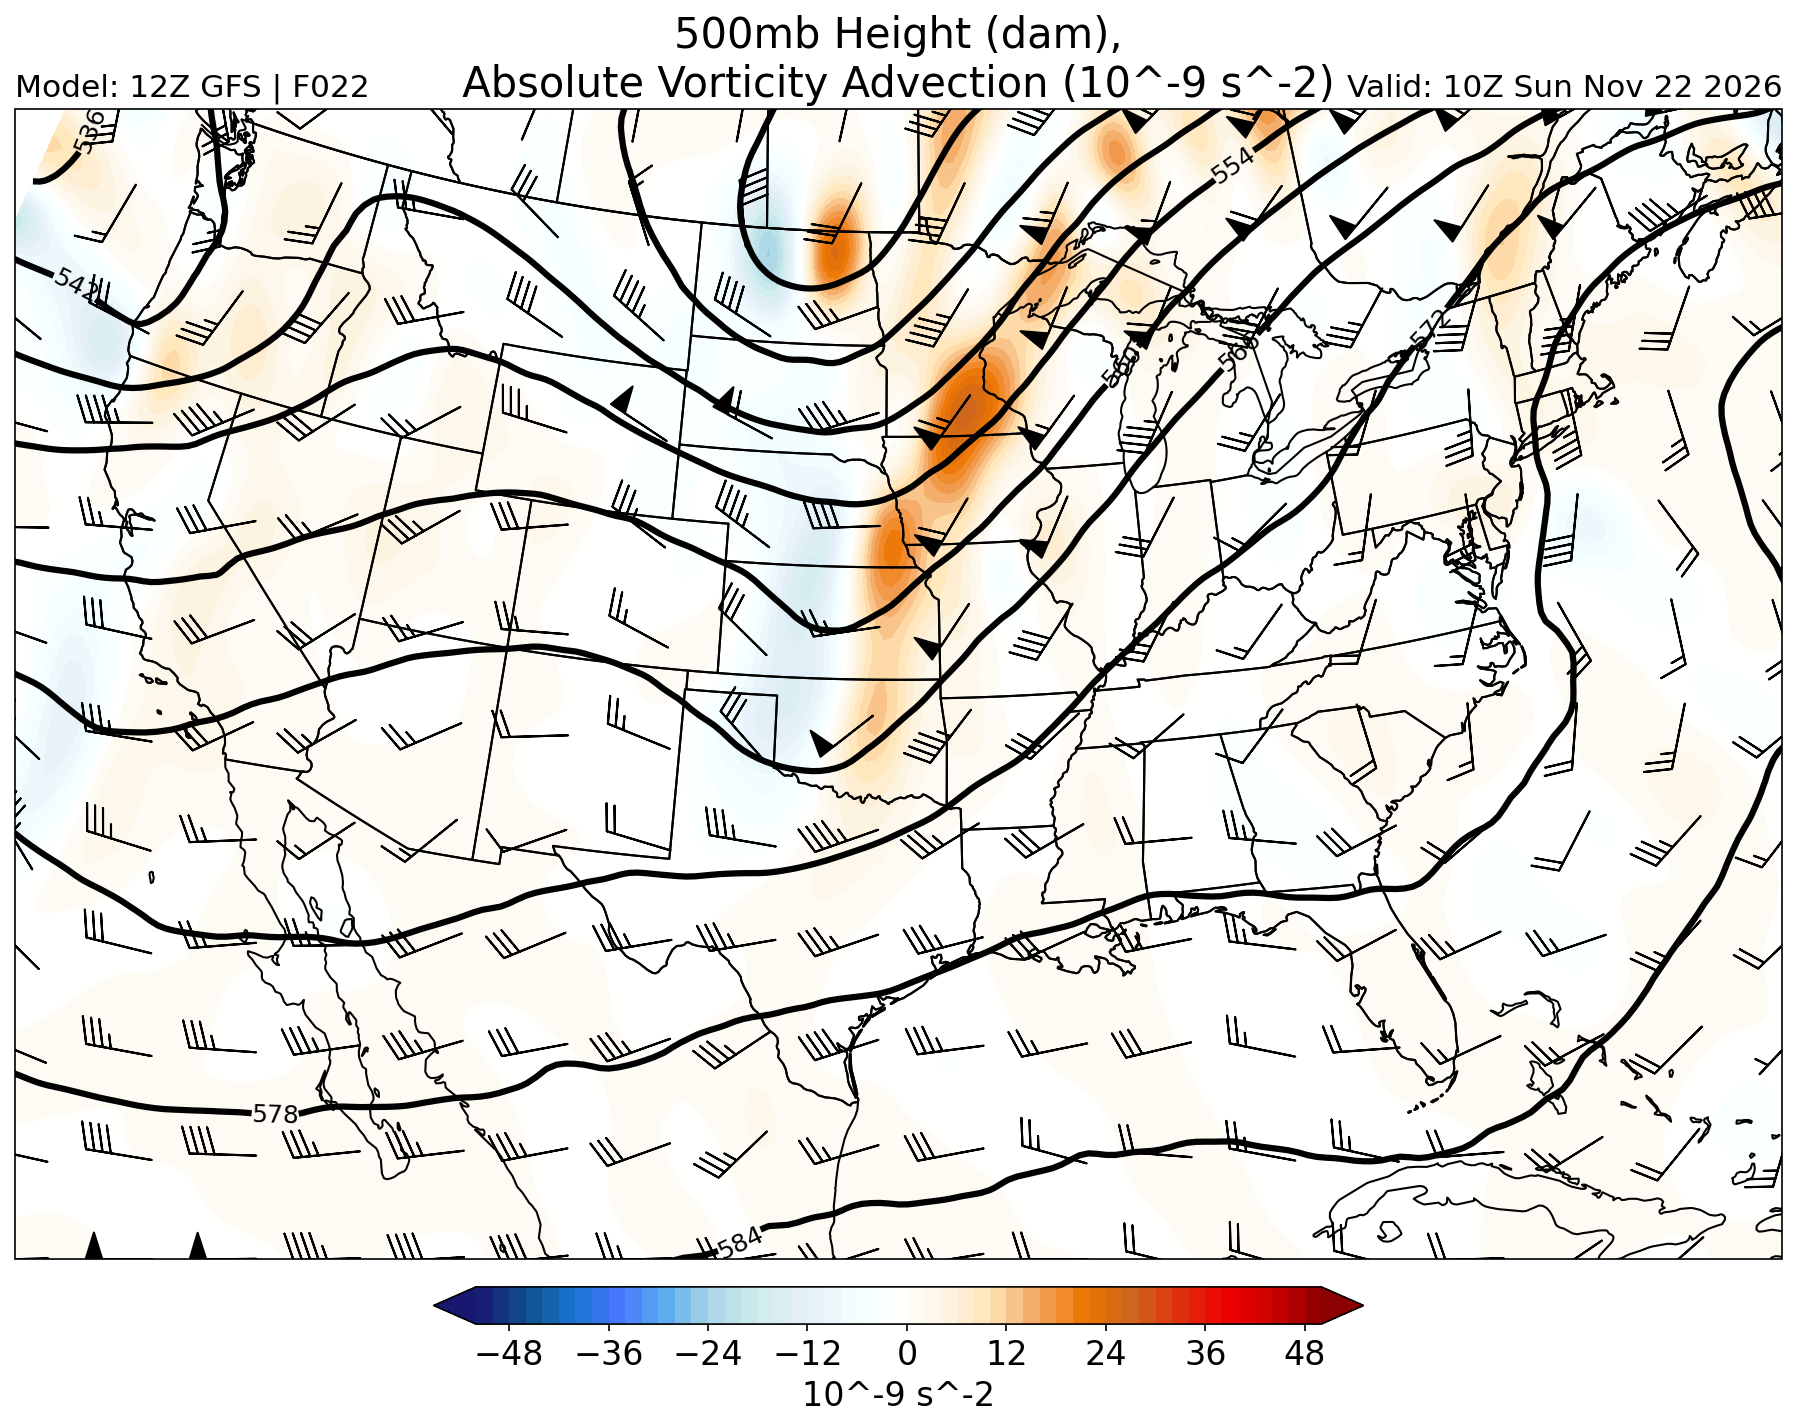 500mb Height (dam),
Model: 12Z GFS | F022
Absolute Vorticity Advection (10^-9 s^-2)
Valid: 10Z Sun Nov 22 2026
536
554
542
572
560
566
578
584
−48 −36 −24 −12 0 12 24 36 48
10^-9 s^-2